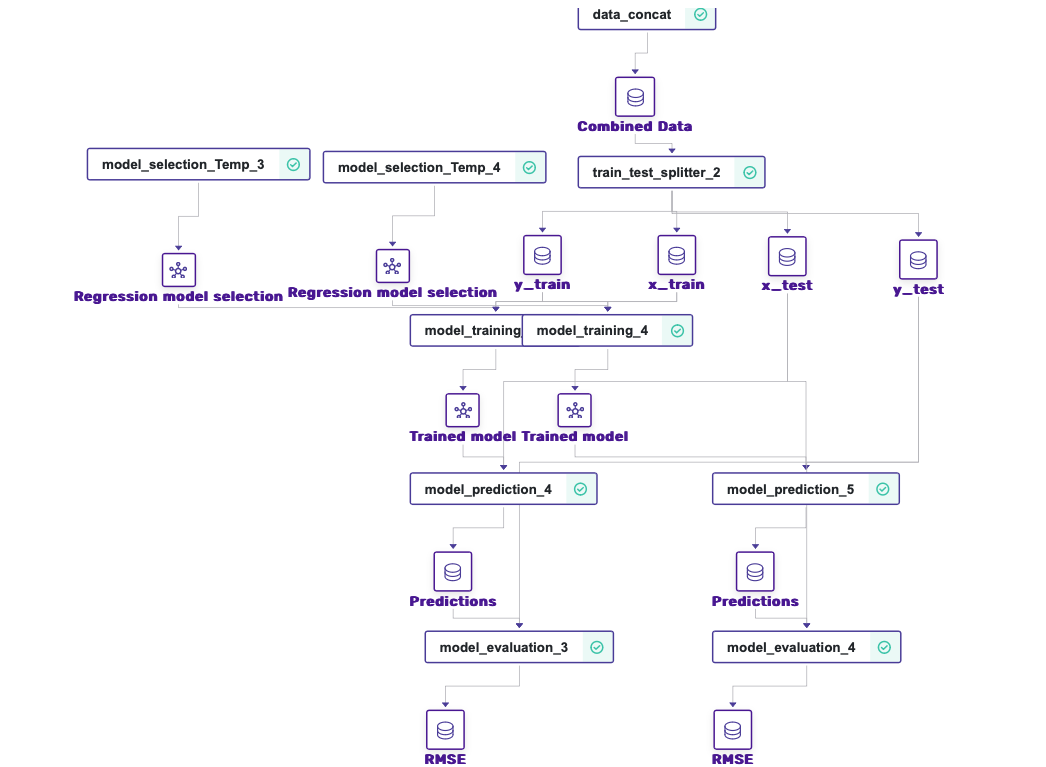 data_concat
Combined Data
model_selection_Temp_3
model_selection_Temp_4
train_test_splitter_2
Regression model selection
Regression model selection
y_train
x_train
x_test
y_test
model_training
model_training_4
Trained model
Trained model
model_prediction_4
model_prediction_5
Predictions
Predictions
model_evaluation_3
model_evaluation_4
RMSE
RMSE